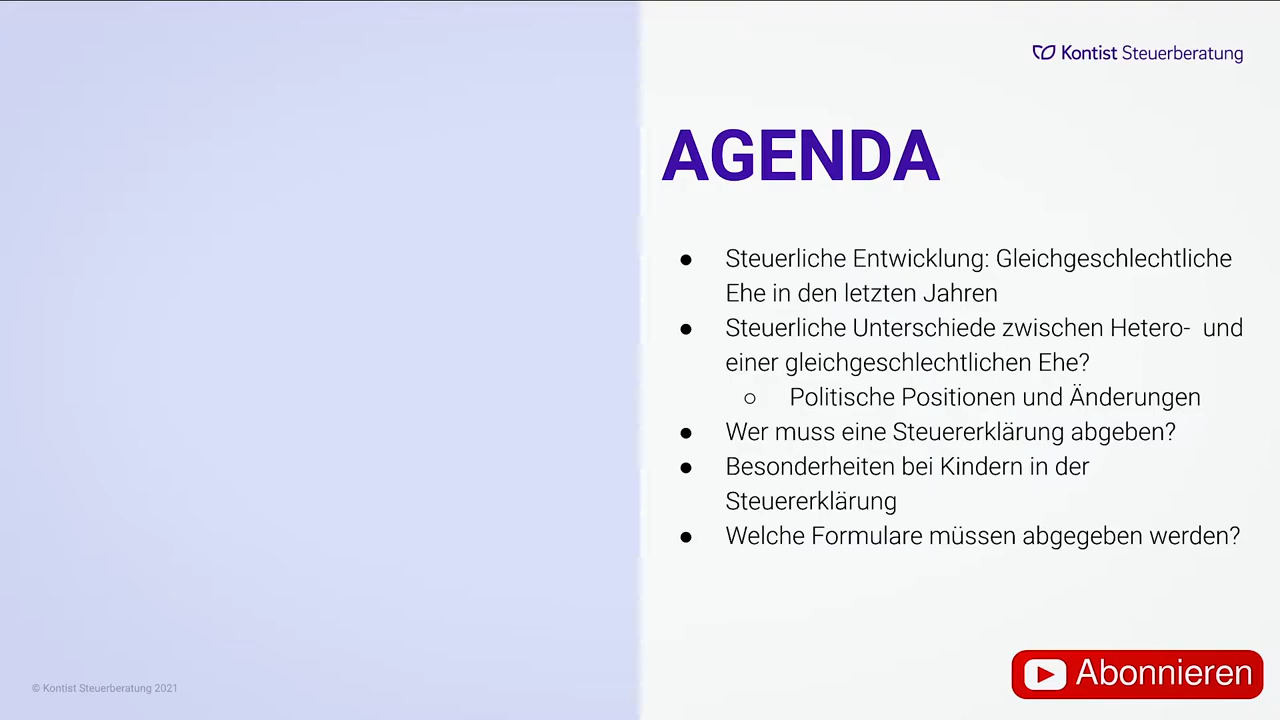 Kontist Steuerberatung
AGENDA
● Steuerliche Entwicklung: Gleichgeschlechtliche
Ehe in den letzten Jahren
● Steuerliche Unterschiede zwischen Hetero- und
einer gleichgeschlechtlichen Ehe?
○ Politische Positionen und Änderungen
● Wer muss eine Steuererklärung abgeben?
● Besonderheiten bei Kindern in der
Steuererklärung
● Welche Formulare müssen abgegeben werden?
Abonnieren
© Kontist Steuerberatung 2021